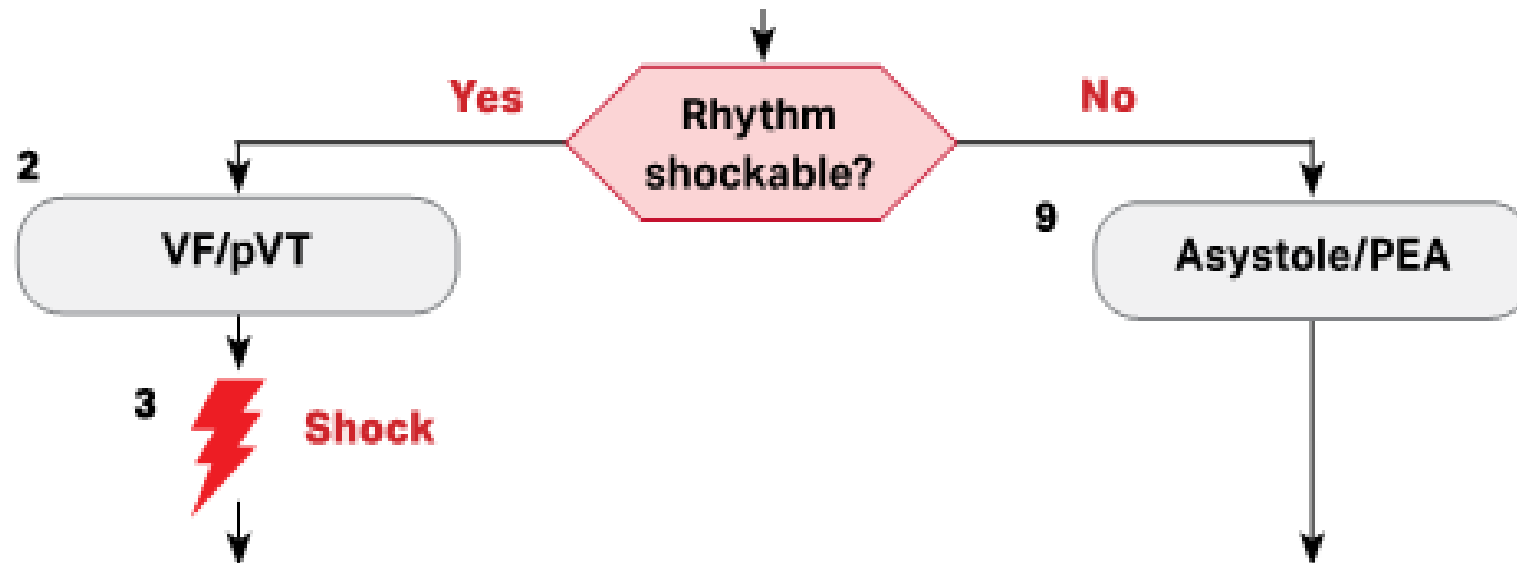 Yes
Rhythm
shockable?
No
2
VF/pVT
9
Asystole/PEA
3
Shock